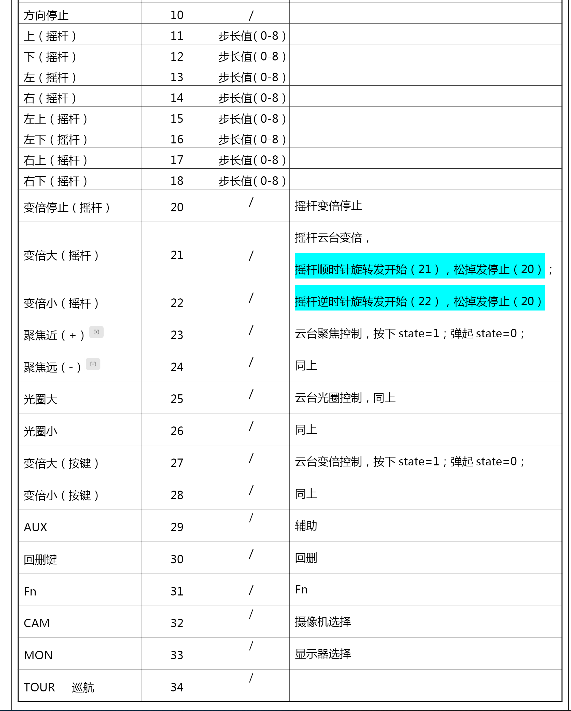 方向停止 10 /
上（摇杆） 11 步长值(0-8)
下（摇杆） 12 步长值(0-8)
左（摇杆） 13 步长值(0-8)
右（摇杆） 14 步长值(0-8)
左上（摇杆） 15 步长值(0-8)
左下（摇杆） 16 步长值(0-8)
右上（摇杆） 17 步长值(0-8)
右下（摇杆） 18 步长值(0-8)
变倍停止（摇杆） 20 / 摇杆变倍停止
摇杆云台变倍，
变倍大（摇杆） 21 / 摇杆顺时针旋转发开始（21），松掉发停止（20）；
变倍小（摇杆） 22 / 摇杆逆时针旋转发开始（22），松掉发停止（20）
聚焦近（+） 23 / 云台聚焦控制，按下 state=1；弹起 state=0；
聚焦远（-） 24 / 同上
光圈大 25 / 云台光圈控制，同上
光圈小 26 / 同上
变倍大（按键） 27 / 云台变倍控制，按下 state=1；弹起 state=0；
变倍小（按键） 28 / 同上
AUX 29 / 辅助
回删键 30 / 回删
Fn 31 / Fn
CAM 32 / 摄像机选择
MON 33 / 显示器选择
TOUR 巡航 34 /